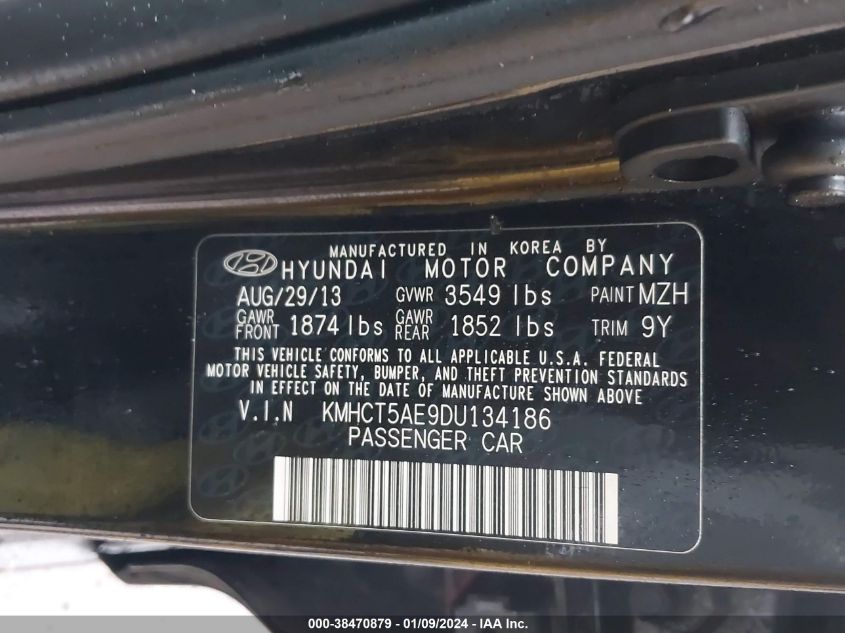 MANUFACTURED IN KOREA BY
HYUNDAI MOTOR COMPANY
AUG/29/13 GVWR 3549 lbs PAINT MZH
GAWR FRONT 1874 lbs GAWR REAR 1852 lbs TRIM 9Y
THIS VEHICLE CONFORMS TO ALL APPLICABLE U.S.A. FEDERAL
MOTOR VEHICLE SAFETY, BUMPER, AND THEFT PREVENTION STANDARDS
IN EFFECT ON THE DATE OF MANUFACTURE SHOWN ABOVE
V.I.N KMHCT5AE9DU134186
PASSENGER CAR
000-38470879 - 01/09/2024 - IAA Inc.